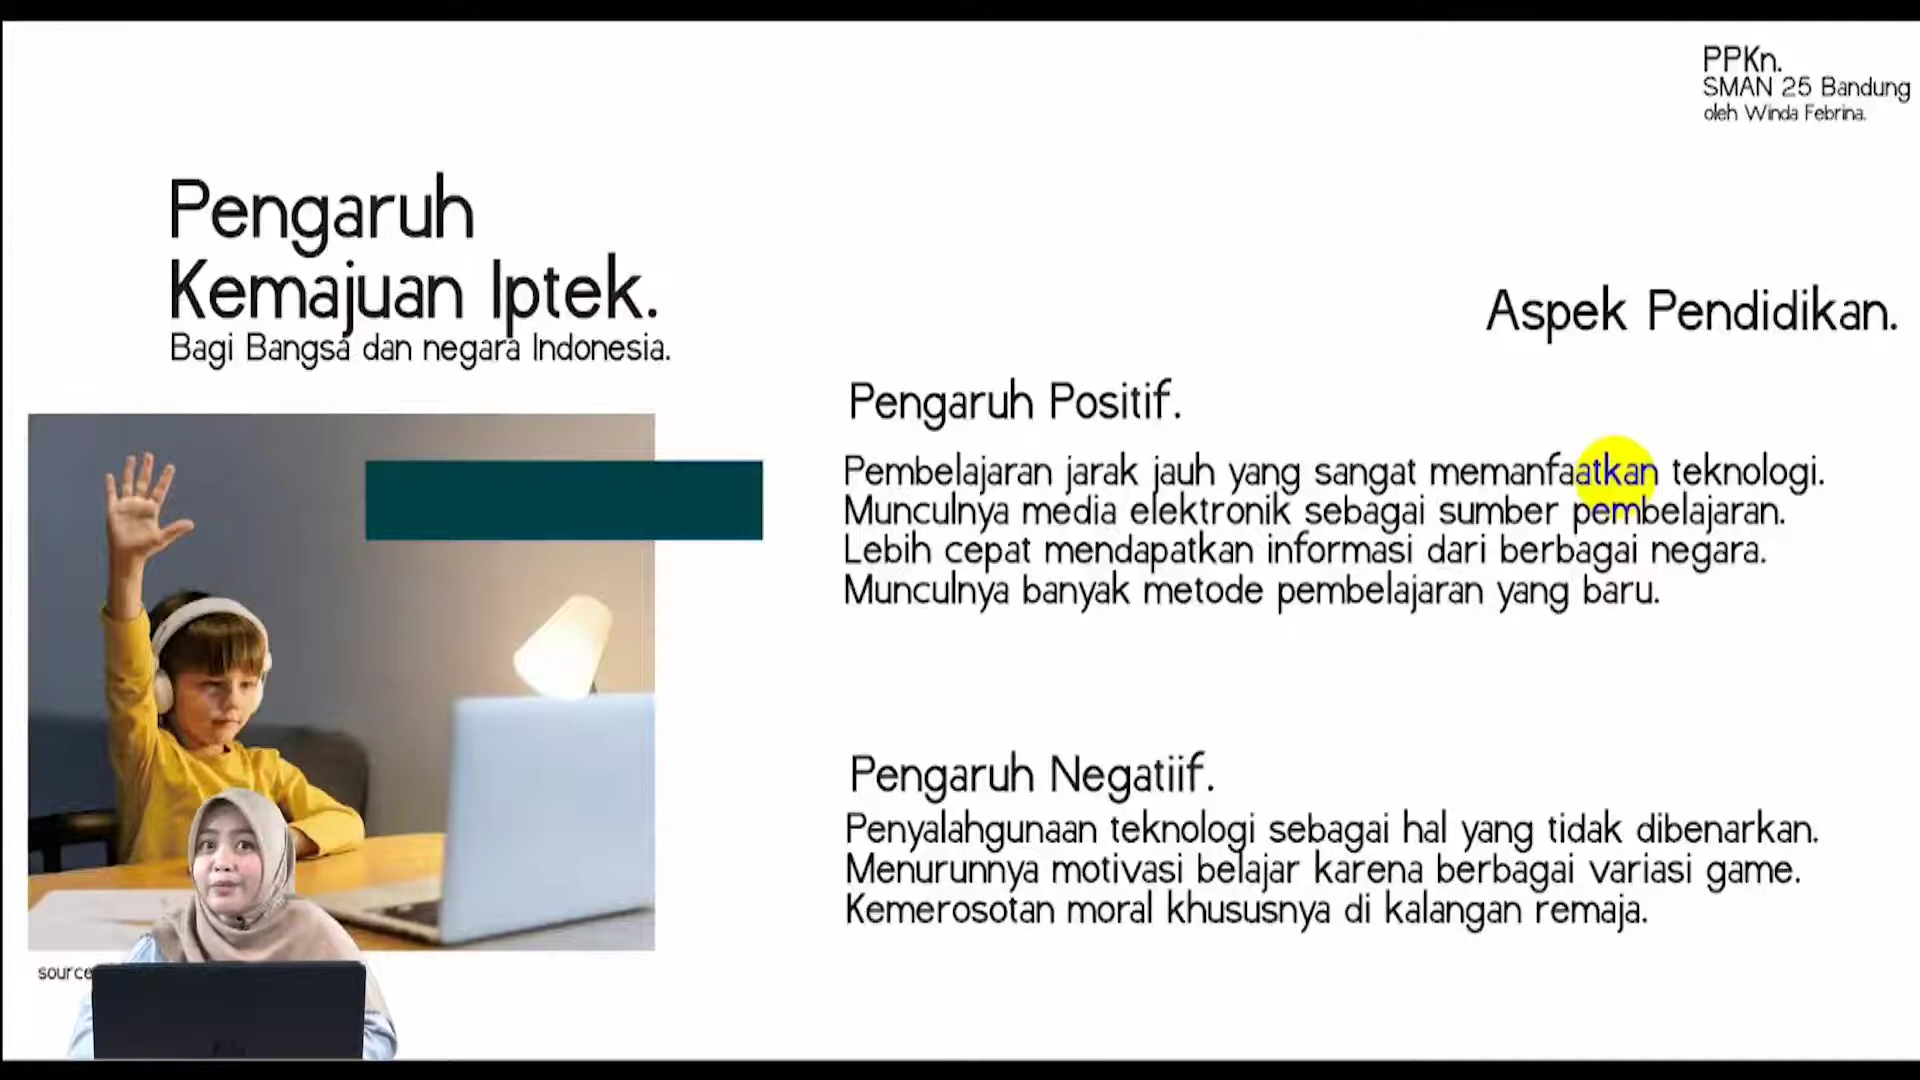 PPKn.
SMAN 25 Bandung
oleh Winda Febrina.
Pengaruh
Kemajuan Iptek.
Bagi Bangsa dan negara Indonesia.
Aspek Pendidikan.
Pengaruh Positif.
Pembelajaran jarak jauh yang sangat memanfaatkan teknologi.
Munculnya media elektronik sebagai sumber pembelajaran.
Lebih cepat mendapatkan informasi dari berbagai negara.
Munculnya banyak metode pembelajaran yang baru.
Pengaruh Negatiif.
Penyalahgunaan teknologi sebagai hal yang tidak dibenarkan.
Menurunnya motivasi belajar karena berbagai variasi game.
Kemerosotan moral khususnya di kalangan remaja.
source